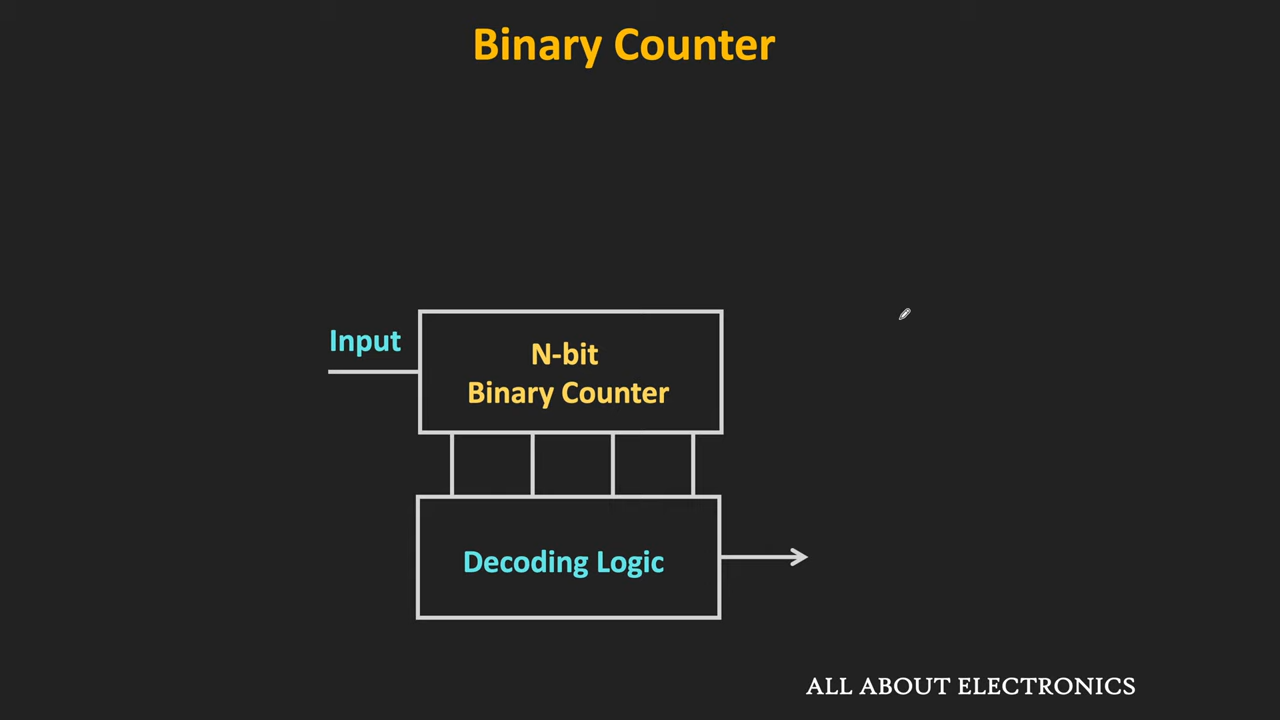 Binary Counter
Input
N-bit
Binary Counter
Decoding Logic
ALL ABOUT ELECTRONICS